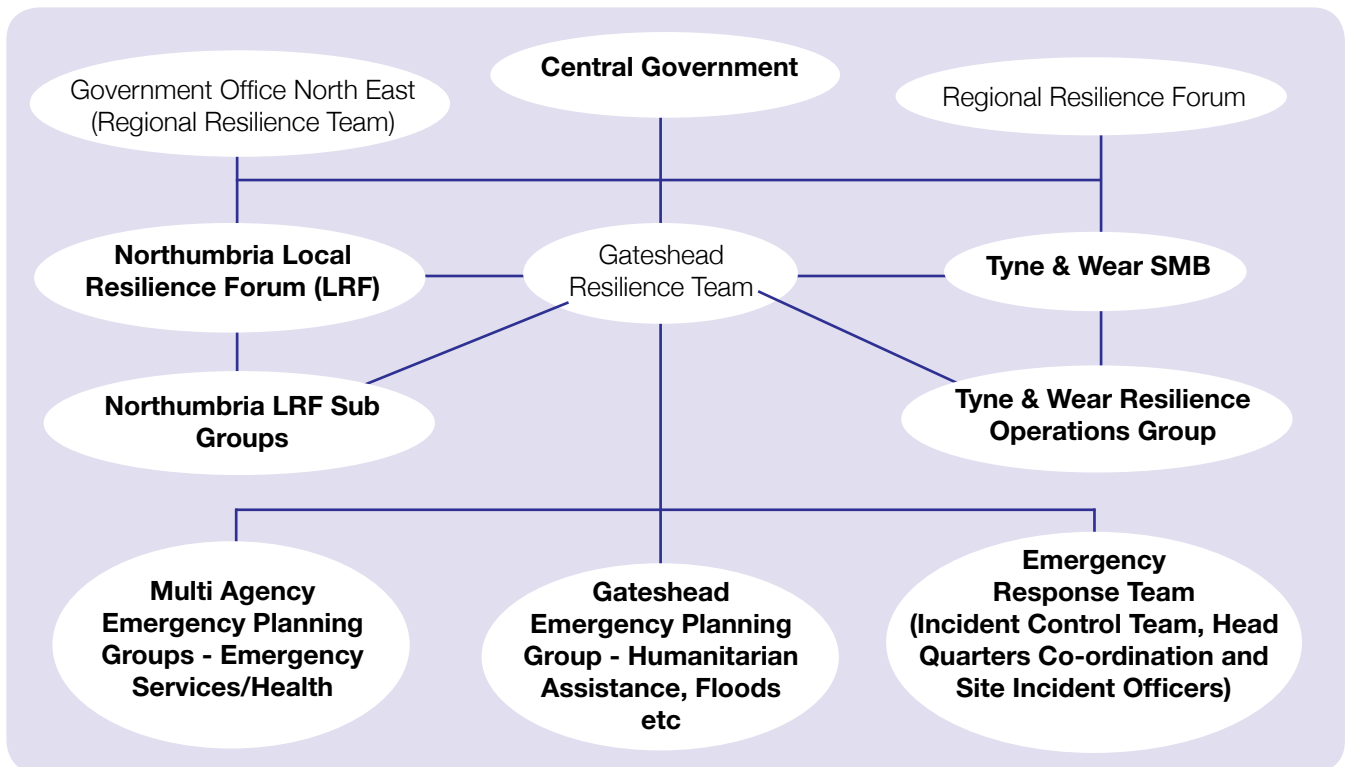 Government Office North East
(Regional Resilience Team)
Central Government
Regional Resilience Forum
Northumbria Local
Resilience Forum (LRF)
Gateshead
Resilience Team
Tyne & Wear SMB
Northumbria LRF Sub
Groups
Tyne & Wear Resilience
Operations Group
Multi Agency
Emergency Planning
Groups - Emergency
Services/Health
Gateshead
Emergency Planning
Group - Humanitarian
Assistance, Floods
etc
Emergency
Response Team
(Incident Control Team, Head
Quarters Co-ordination and
Site Incident Officers)